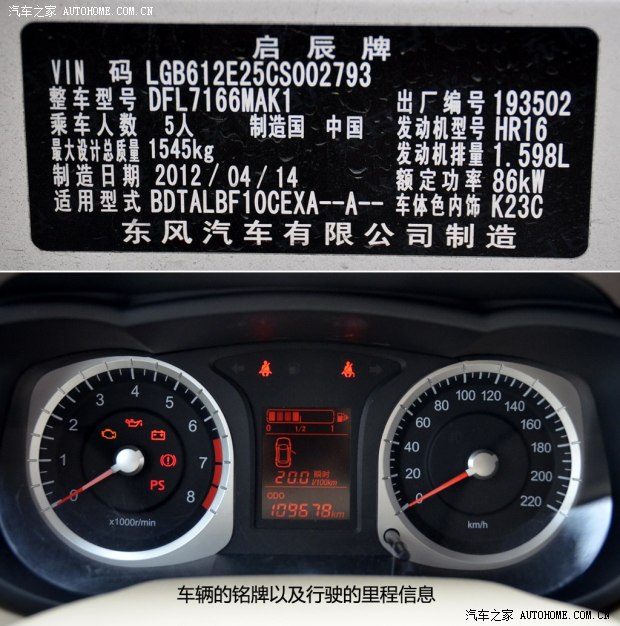 汽车之家 AUTOHOME.COM.CN
© AUTOHOME.COM.CN
启辰牌
VIN 码 LGB612E25CS002793
整车型号 DFL7166MAK1 出厂编号 193502
乘车人数 5人 制造国 中国 发动机型号 HR16
最大设计总质量 1545kg 发动机排量 1.598L
制造日期 2012/04/14 额定功率 86kW
适用型式 BDTALBF10CEXA--A-- 车体色内饰 K23C
东风汽车有限公司制造
0 1 2 3 4 5 6 7 8
x1000r/min
PS
0 1/2 1
20.0 瞬时 l/100km
ODO
109678 km
0 20 40 60 80 100 120 140 160 180 200 220
km/h
车辆的铭牌以及行驶的里程信息
汽车之家 AUTOHOME.COM.CN